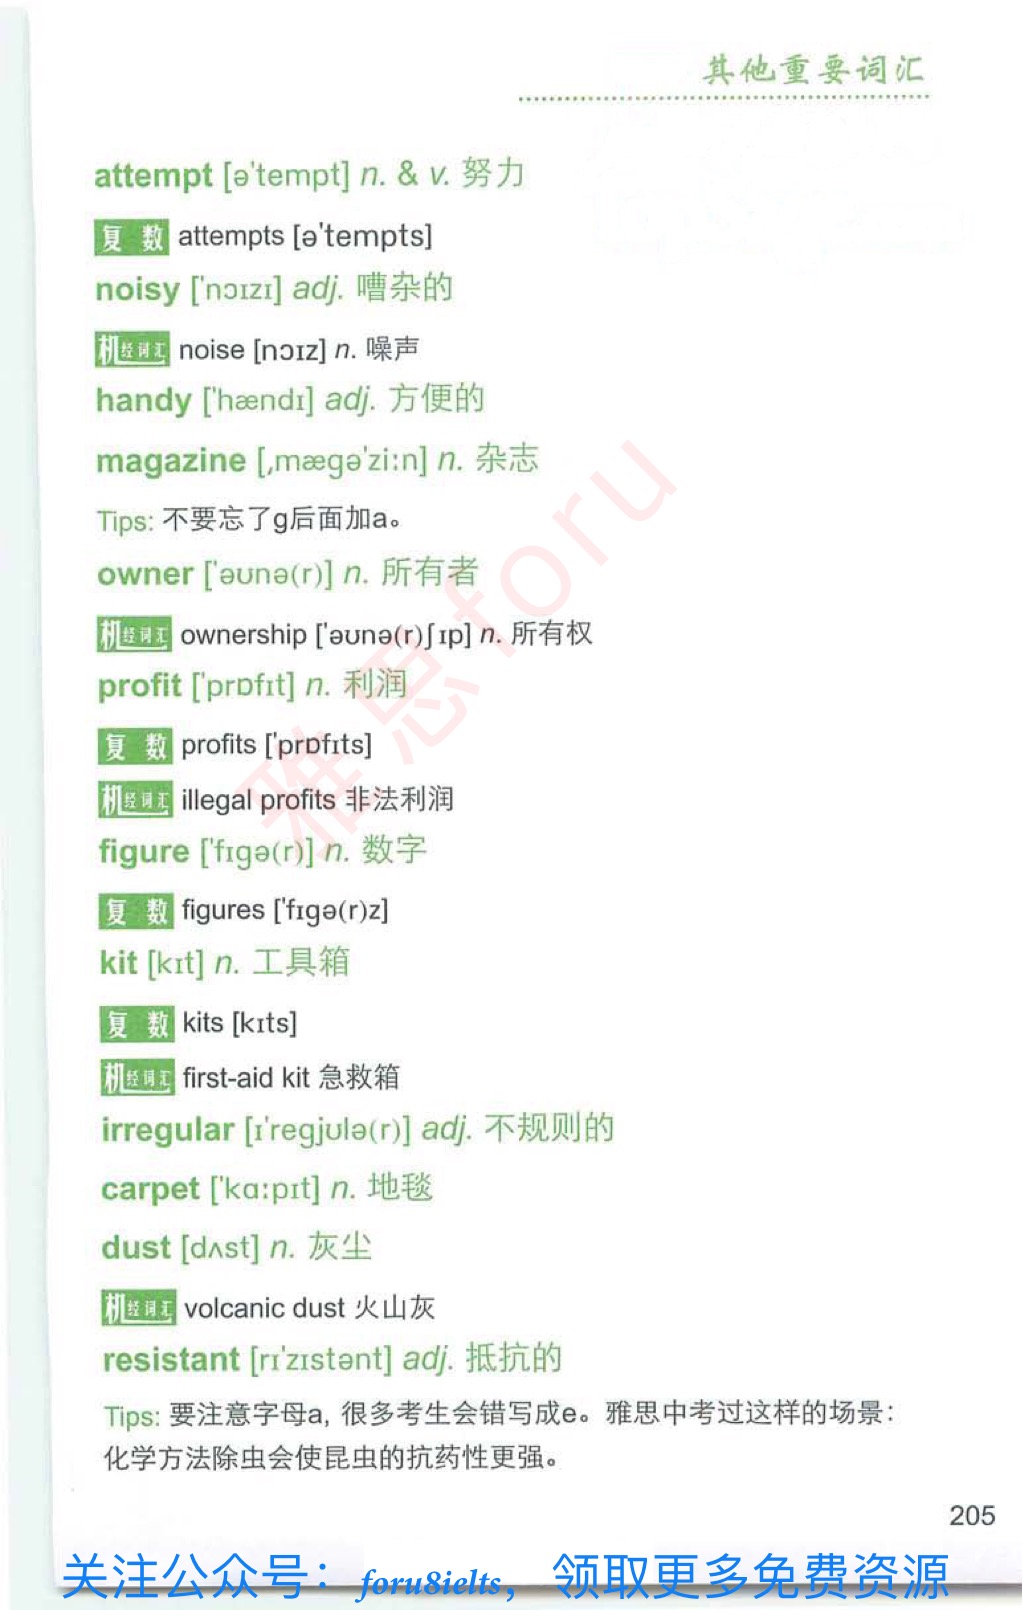 其他重要词汇
attempt [ə'tempt] n. & v. 努力
复 数 attempts [ə'tempts]
noisy ['nɔɪzɪ] adj. 嘈杂的
机经词汇 noise [nɔɪz] n. 噪声
handy ['hændɪ] adj. 方便的
magazine [ˌmægə'ziːn] n. 杂志
Tips: 不要忘了g后面加a。
owner ['əʊnə(r)] n. 所有者
机经词汇 ownership ['əʊnə(r)ʃɪp] n. 所有权
profit ['prɒfɪt] n. 利润
复 数 profits ['prɒfɪts]
机经词汇 illegal profits 非法利润
figure ['fɪgə(r)] n. 数字
复 数 figures ['fɪgə(r)z]
kit [kɪt] n. 工具箱
复 数 kits [kɪts]
机经词汇 first-aid kit 急救箱
irregular [ɪ'regjʊlə(r)] adj. 不规则的
carpet ['kɑːpɪt] n. 地毯
dust [dʌst] n. 灰尘
机经词汇 volcanic dust 火山灰
resistant [rɪ'zɪstənt] adj. 抵抗的
Tips: 要注意字母a, 很多考生会错写成e。雅思中考过这样的场景：
化学方法除虫会使昆虫的抗药性更强。
205
雅思foru
关注公众号：foru8ielts，领取更多免费资源